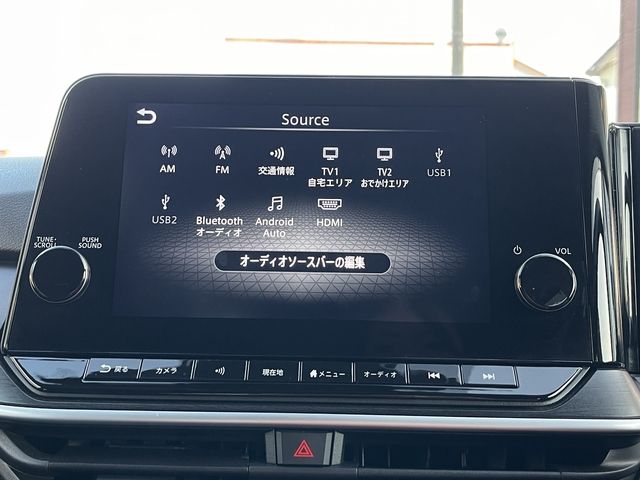 Source
AM
FM
交通情報
TV1
自宅エリア
TV2
おでかけエリア
USB1
USB2
Bluetooth
オーディオ
Android
Auto
HDMI
オーディオソースバーの編集
TUNE·
SCROLL
PUSH
SOUND
VOL
戻る
カメラ
現在地
メニュー
オーディオ